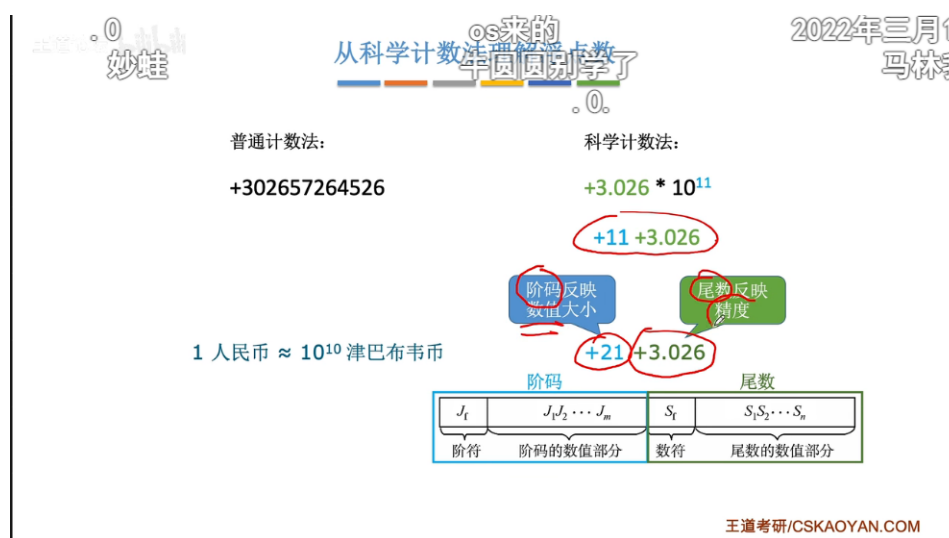 . 0
os来的
2022年三月1
妙蛙
从科学计数法理解浮点数
牛圆圆别学了
马林
. 0.
普通计数法：
科学计数法：
+302657264526
+3.026 * 10¹¹
+11 +3.026
阶码反映
数值大小
尾数反映
精度
1 人民币 ≈ 10¹⁰ 津巴布韦币
+21 +3.026
阶码
尾数
J_f J₁J₂⋯J_m S_f S₁S₂⋯S_n
阶符 阶码的数值部分 数符 尾数的数值部分
王道考研/CSKAOYAN.COM